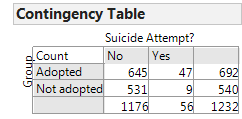 Contingency Table
Suicide Attempt?
Group
Count No Yes
Adopted 645 47 692
Not adopted 531 9 540
1176 56 1232